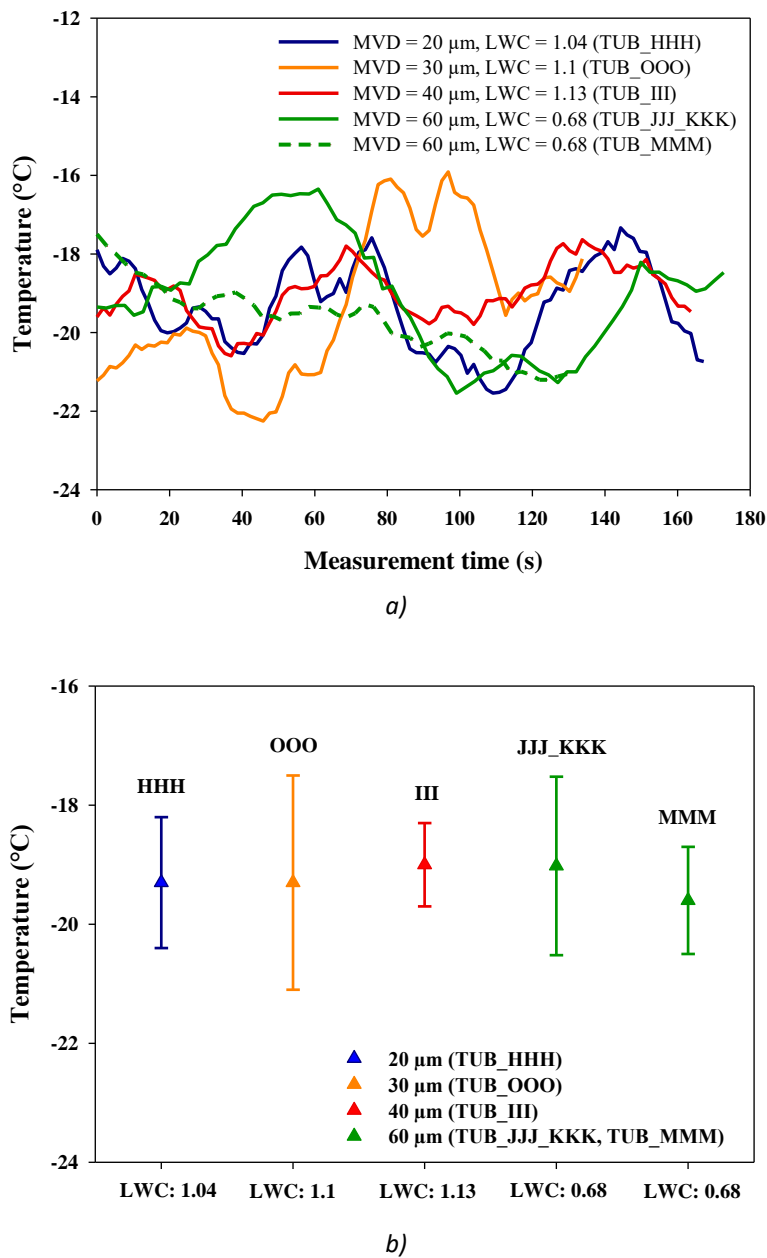 -12
MVD = 20 µm, LWC = 1.04 (TUB_HHH)
MVD = 30 µm, LWC = 1.1 (TUB_OOO)
MVD = 40 µm, LWC = 1.13 (TUB_III)
MVD = 60 µm, LWC = 0.68 (TUB_JJJ_KKK)
MVD = 60 µm, LWC = 0.68 (TUB_MMM)
-14
-16
-18
-20
-22
-24
Temperature (°C)
0 20 40 60 80 100 120 140 160 180
Measurement time (s)
a)
-16
-18
-20
-22
-24
Temperature (°C)
HHH
OOO
III
JJJ_KKK
MMM
20 µm (TUB_HHH)
30 µm (TUB_OOO)
40 µm (TUB_III)
60 µm (TUB_JJJ_KKK, TUB_MMM)
LWC: 1.04 LWC: 1.1 LWC: 1.13 LWC: 0.68 LWC: 0.68
b)